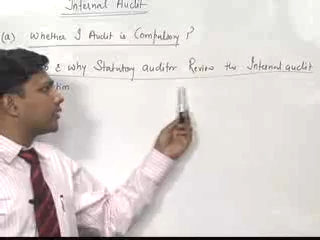 Internal Audit
(a) Whether I Audit is Compulsory ?
& Why Statutory auditor Review the Internal audit